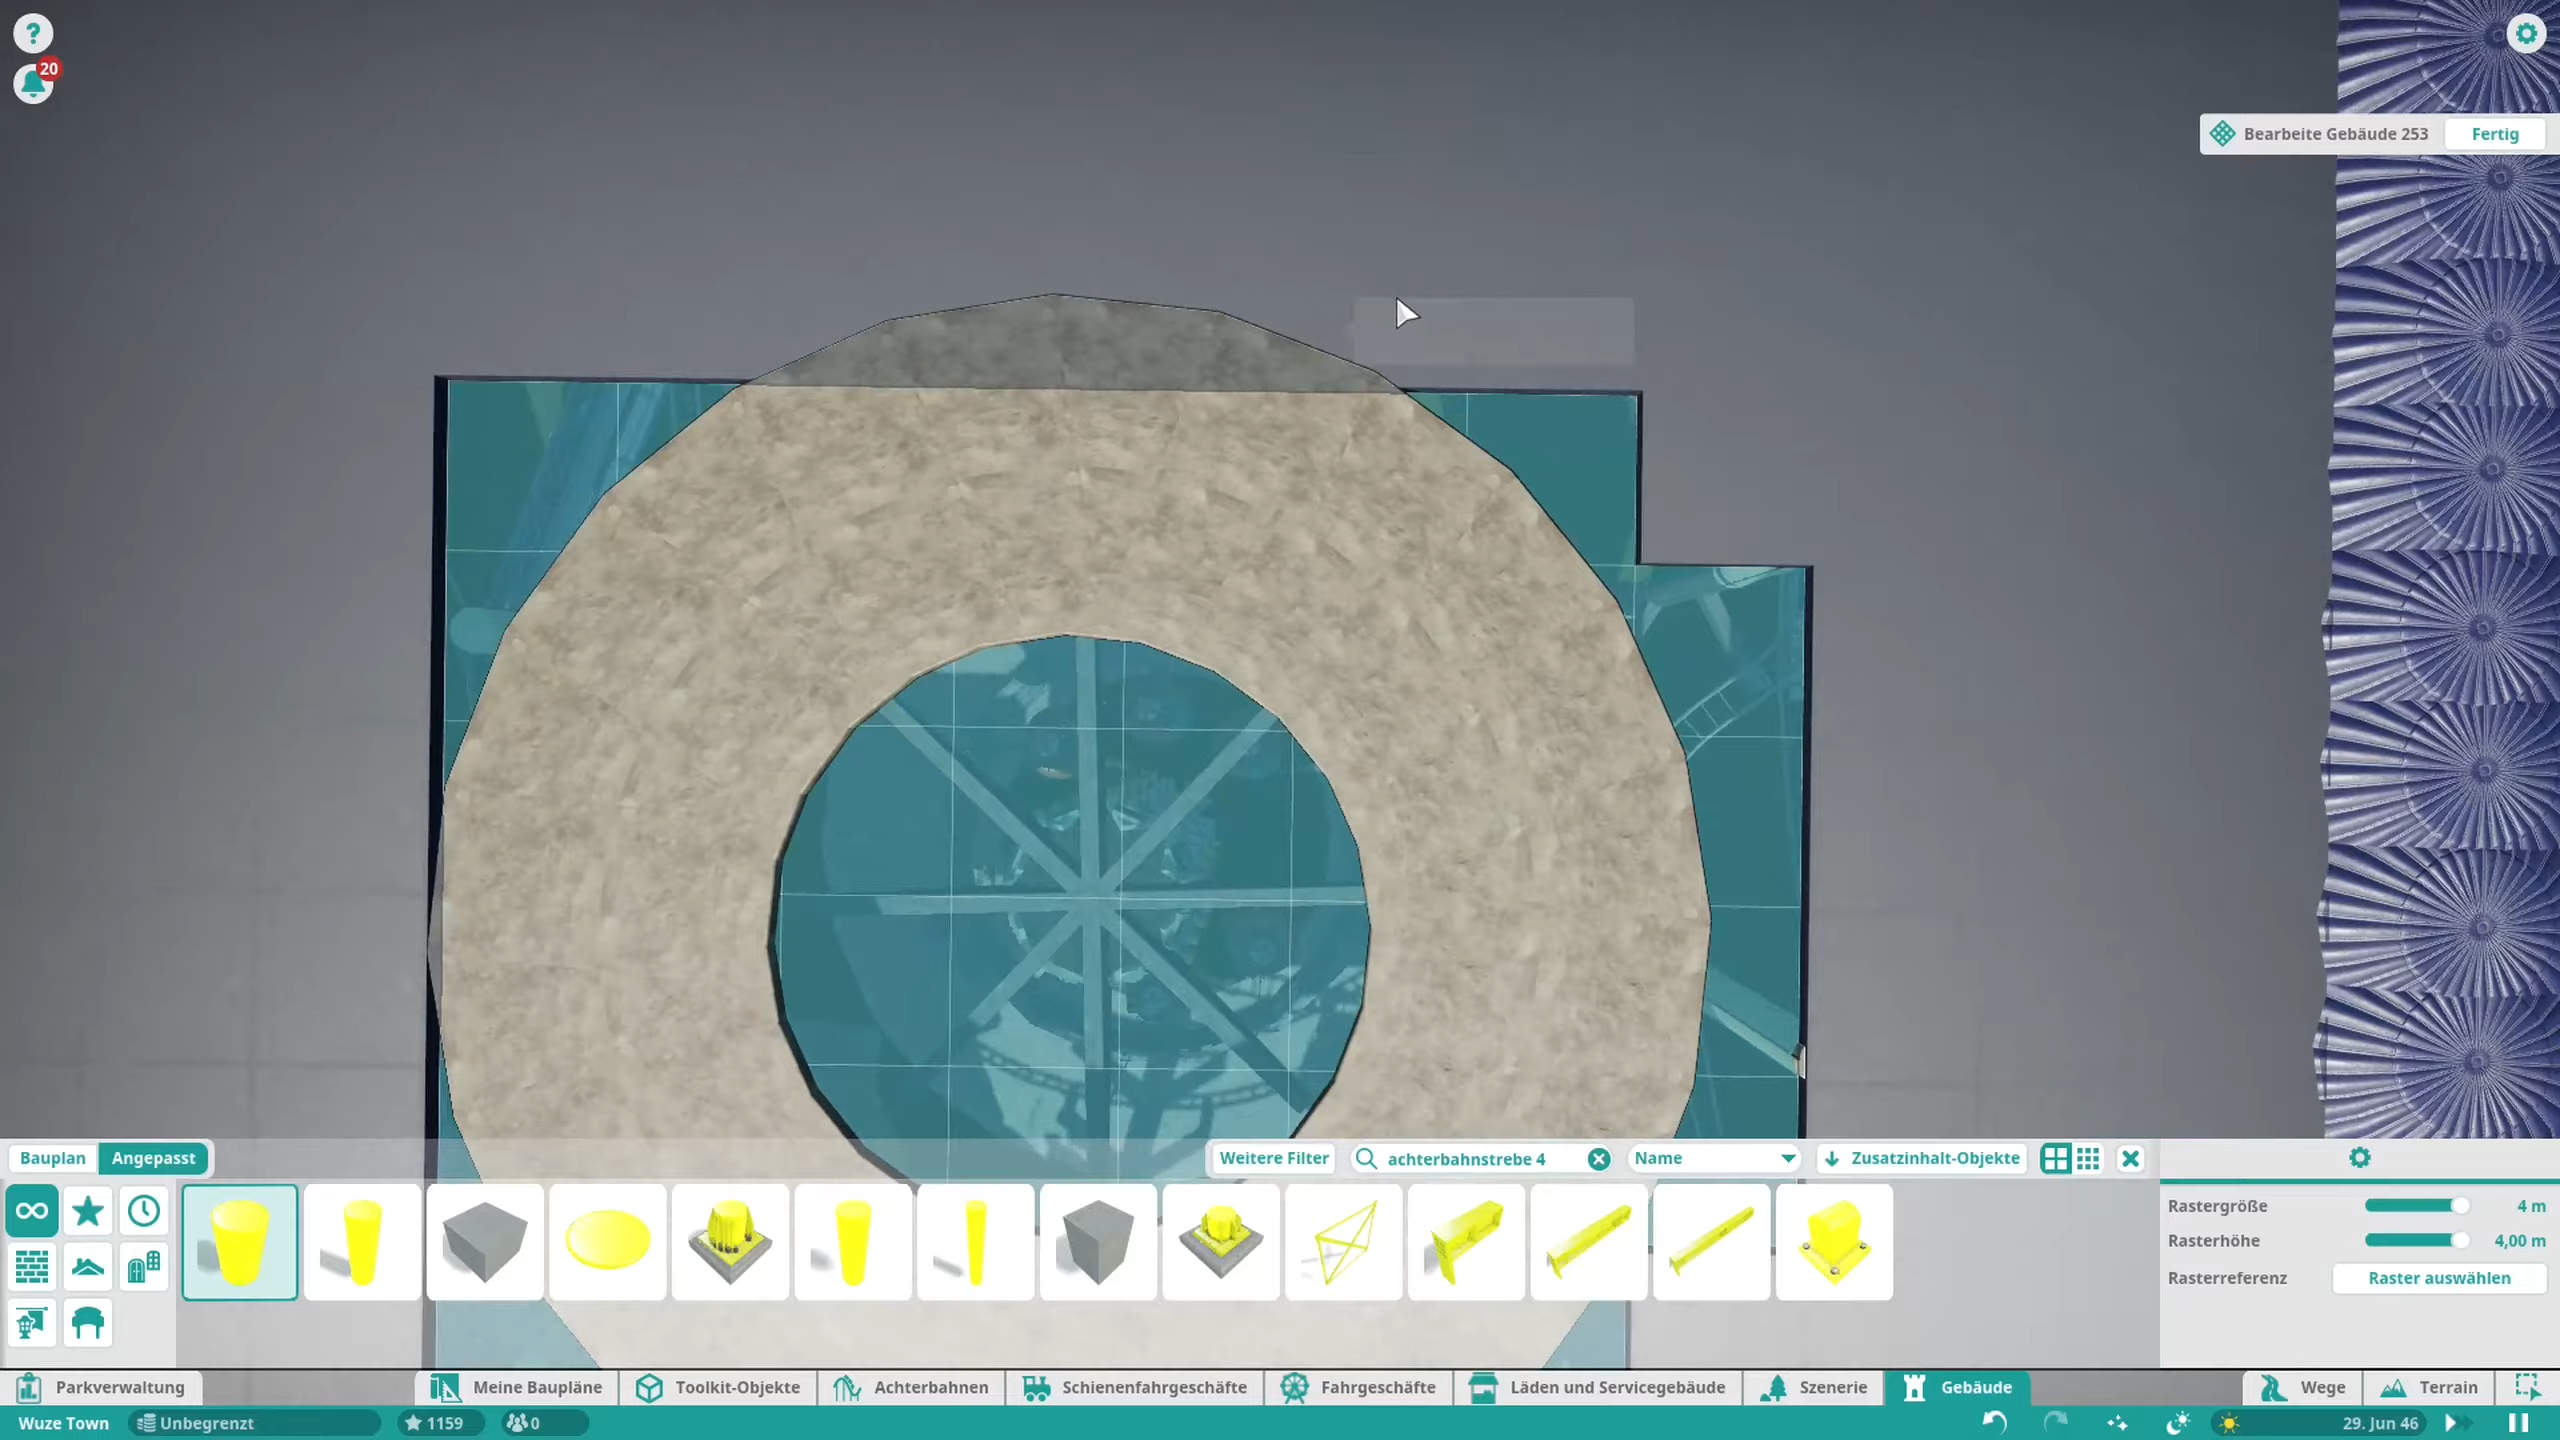 ?
20
Bearbeite Gebäude 253
Fertig
Bauplan
Angepasst
Weitere Filter
achterbahnstrebe 4
Name
Zusatzinhalt-Objekte
Rastergröße
4 m
Rasterhöhe
4,00 m
Rasterreferenz
Raster auswählen
Parkverwaltung
Meine Baupläne
Toolkit-Objekte
Achterbahnen
Schienenfahrgeschäfte
Fahrgeschäfte
Läden und Servicegebäude
Szenerie
Gebäude
Wege
Terrain
Wuze Town
Unbegrenzt
1159
0
29. Jun 46